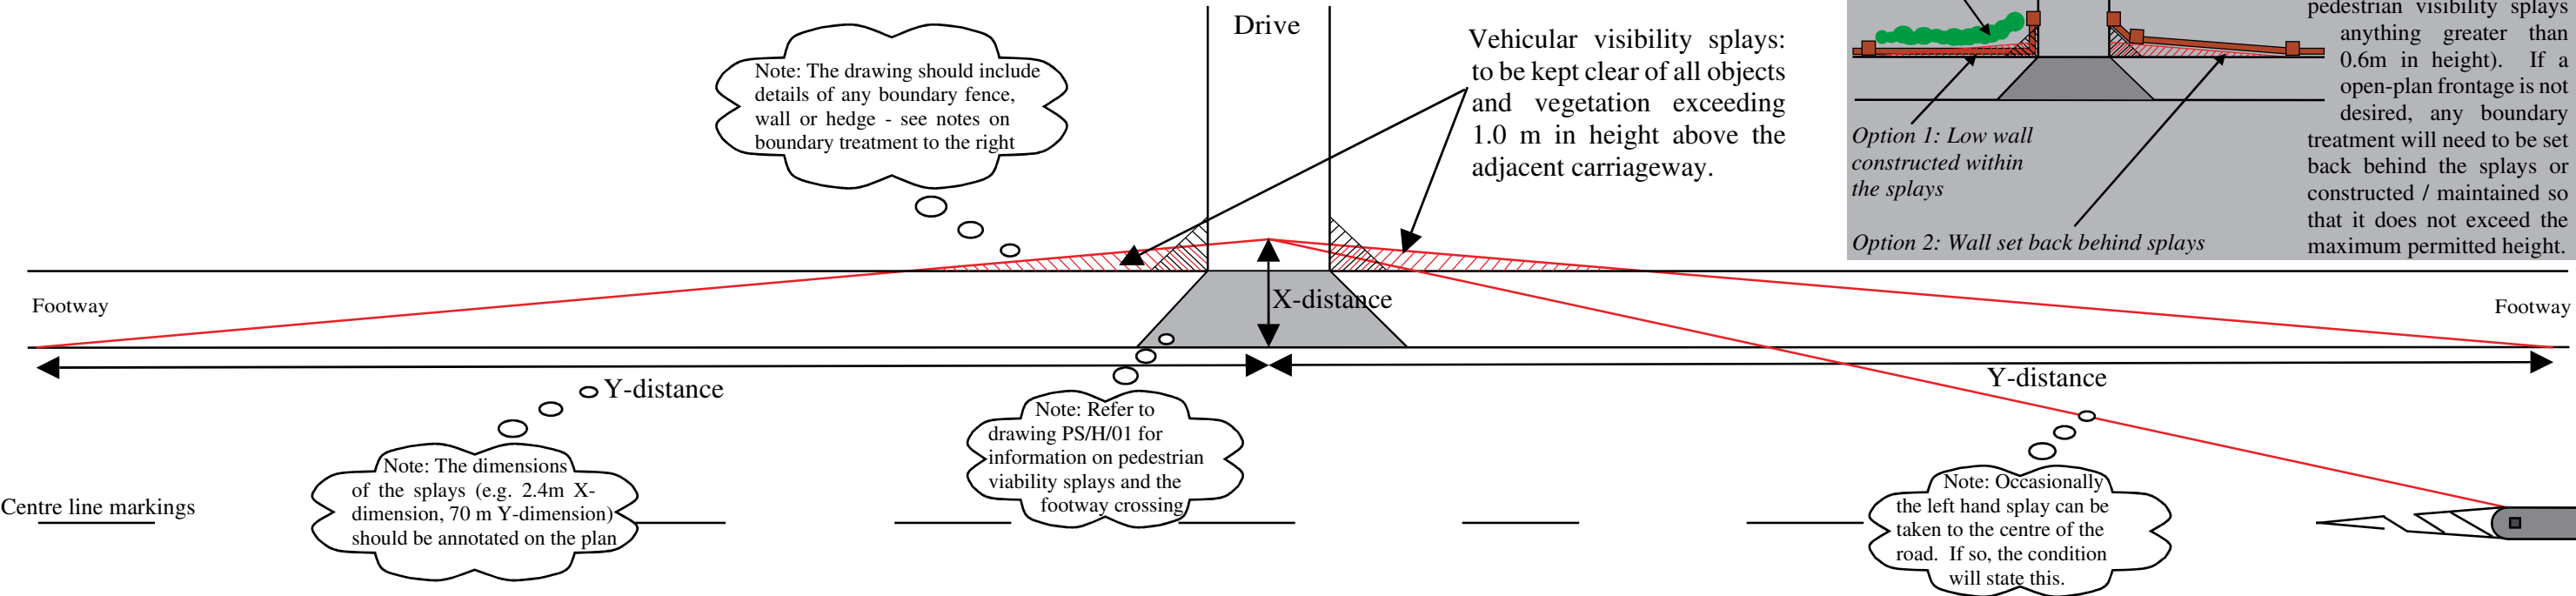 Drive
Note: The drawing should include
details of any boundary fence,
wall or hedge - see notes on
boundary treatment to the right
Vehicular visibility splays:
to be kept clear of all objects
and vegetation exceeding
1.0 m in height above the
adjacent carriageway.
pedestrian visibility splays
anything greater than
0.6m in height). If a
open-plan frontage is not
desired, any boundary
treatment will need to be set
back behind the splays or
constructed / maintained so
that it does not exceed the
maximum permitted height.
Option 1: Low wall
constructed within
the splays
Option 2: Wall set back behind splays
Footway
X-distance
Footway
Y-distance
Y-distance
Note: The dimensions
of the splays (e.g. 2.4m X-
dimension, 70 m Y-dimension)
should be annotated on the plan
Note: Refer to
drawing PS/H/01 for
information on pedestrian
viability splays and the
footway crossing
Note: Occasionally
the left hand splay can be
taken to the centre of the
road. If so, the condition
will state this.
Centre line markings